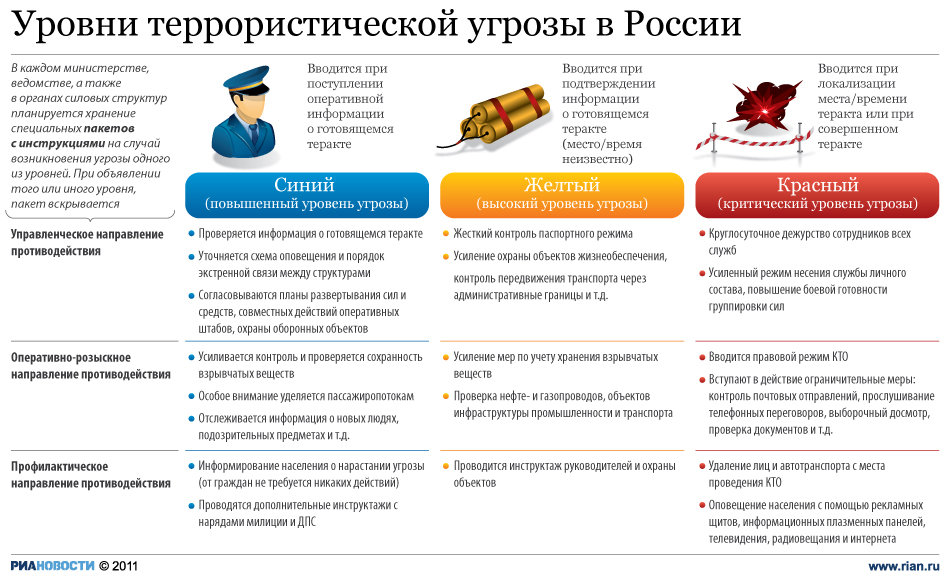 Уровни террористической угрозы в России
В каждом министерстве,
ведомстве, а также
в органах силовых структур
планируется хранение
специальных пакетов
с инструкциями на случай
возникновения угрозы одного
из уровней. При объявлении
того или иного уровня,
пакет вскрывается
Вводится при
поступлении
оперативной
информации
о готовящемся
теракте
Вводится при
подтверждении
информации
о готовящемся
теракте
(место/время
неизвестно)
Вводится при
локализации
места/времени
теракта или при
совершенном
теракте
Синий
(повышенный уровень угрозы)
Желтый
(высокий уровень угрозы)
Красный
(критический уровень угрозы)
Управленческое направление
противодействия
Проверяется информация о готовящемся теракте
Уточняется схема оповещения и порядок
экстренной связи между структурами
Согласовываются планы развертывания сил и
средств, совместных действий оперативных
штабов, охраны оборонных объектов
Жесткий контроль паспортного режима
Усиление охраны объектов жизнеобеспечения,
контроль передвижения транспорта через
административные границы и т.д.
Круглосуточное дежурство сотрудников всех
служб
Усиленный режим несения службы личного
состава, повышение боевой готовности
группировки сил
Оперативно-розыскное
направление противодействия
Усиливается контроль и проверяется сохранность
взрывчатых веществ
Особое внимание уделяется пассажиропотокам
Отслеживается информация о новых людях,
подозрительных предметах и т.д.
Усиление мер по учету хранения взрывчатых
веществ
Проверка нефте- и газопроводов, объектов
инфраструктуры промышленности и транспорта
Вводится правовой режим КТО
Вступают в действие ограничительные меры:
контроль почтовых отправлений, прослушивание
телефонных переговоров, выборочный досмотр,
проверка документов и т.д.
Профилактическое
направление противодействия
Информирование населения о нарастании угрозы
(от граждан не требуется никаких действий)
Проводятся дополнительные инструктажи с
нарядами милиции и ДПС
Проводится инструктаж руководителей и охраны
объектов
Удаление лиц и автотранспорта с места
проведения КТО
Оповещение населения с помощью рекламных
щитов, информационных плазменных панелей,
телевидения, радиовещания и интернета
РИАНОВОСТИ © 2011
www.rian.ru